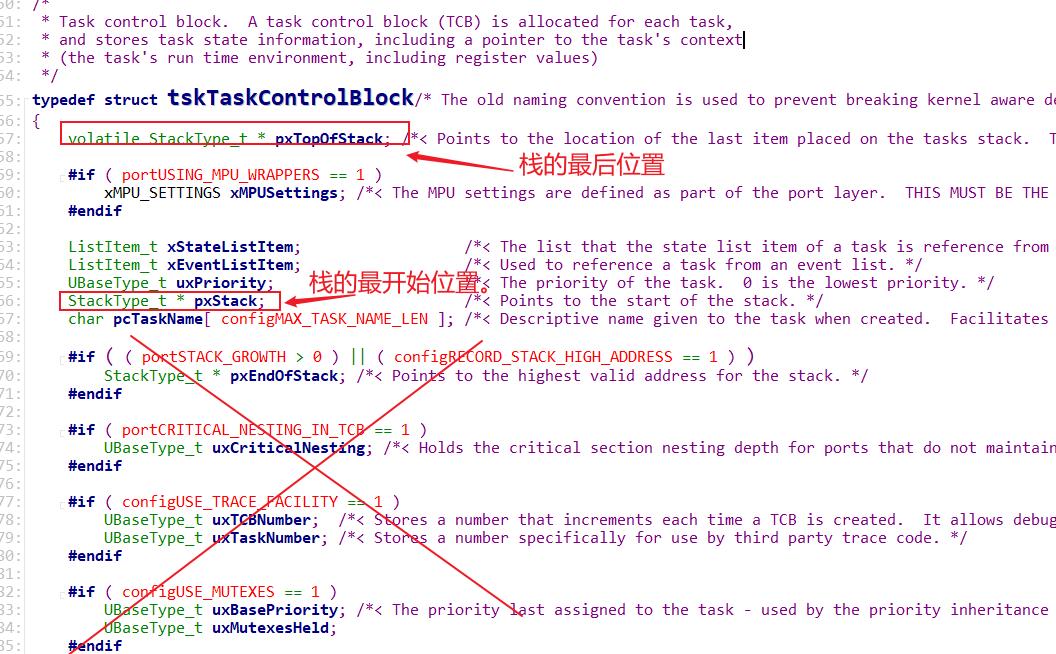 50: /*
51: * Task control block.  A task control block (TCB) is allocated for each task,
52: * and stores task state information, including a pointer to the task's context
53: * (the task's run time environment, including register values)
54: */
55: typedef struct tskTaskControlBlock/* The old naming convention is used to prevent breaking kernel aware de
56: {
57: volatile StackType_t * pxTopOfStack; /*< Points to the location of the last item placed on the tasks stack.  T
58: 栈的最后位置
59: #if ( portUSING_MPU_WRAPPERS == 1 )
60: xMPU_SETTINGS xMPUSettings; /*< The MPU settings are defined as part of the port layer.  THIS MUST BE THE
61: #endif
62:
63: ListItem_t xStateListItem; /*< The list that the state list item of a task is reference from
64: ListItem_t xEventListItem; /*< Used to reference a task from an event list. */
65: UBaseType_t uxPriority; 栈的最开始位置。 /*< The priority of the task.  0 is the lowest priority. */
66: StackType_t * pxStack; /*< Points to the start of the stack. */
67: char pcTaskName[ configMAX_TASK_NAME_LEN ]; /*< Descriptive name given to the task when created.  Facilitates
68:
69: #if ( ( portSTACK_GROWTH > 0 ) || ( configRECORD_STACK_HIGH_ADDRESS == 1 ) )
70: StackType_t * pxEndOfStack; /*< Points to the highest valid address for the stack. */
71: #endif
72:
73: #if ( portCRITICAL_NESTING_IN_TCB == 1 )
74: UBaseType_t uxCriticalNesting; /*< Holds the critical section nesting depth for ports that do not maintain
75: #endif
76:
77: #if ( configUSE_TRACE_FACILITY == 1 )
78: UBaseType_t uxTCBNumber;  /*< Stores a number that increments each time a TCB is created.  It allows debug
79: UBaseType_t uxTaskNumber; /*< Stores a number specifically for use by third party trace code. */
80: #endif
81:
82: #if ( configUSE_MUTEXES == 1 )
83: UBaseType_t uxBasePriority; /*< The priority last assigned to the task - used by the priority inheritance
84: UBaseType_t uxMutexesHeld;
85: #endif